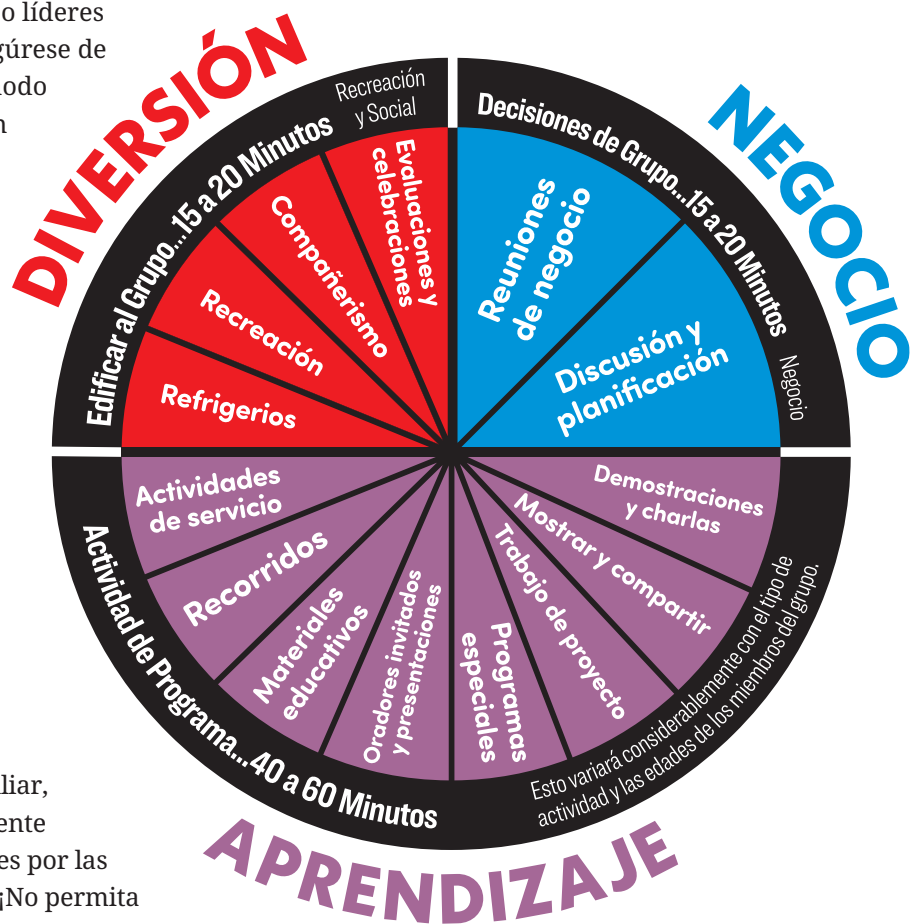 o líderes
gúrese de
odo
n
DIVERSIÓN
Edificar al Grupo...15 a 20 Minutos
Recreación
y Social
Evaluaciones y
celebraciones
Compañerismo
Recreación
Refrigerios
NEGOCIO
Decisiones de Grupo...15 a 20 Minutos
Negocio
Reuniones
de negocio
Discusión y
planificación
Demostraciones
y charlas
Mostrar y compartir
Trabajo de proyecto
Programas
especiales
Oradores invitados
y presentaciones
Materiales
educativos
Recorridos
Actividades
de servicio
Actividad de Programa...40 a 60 Minutos
Esto variará considerablemente con el tipo de
actividad y las edades de los miembros del grupo.
APRENDIZAJE
liar,
ente
es por las
¡No permita